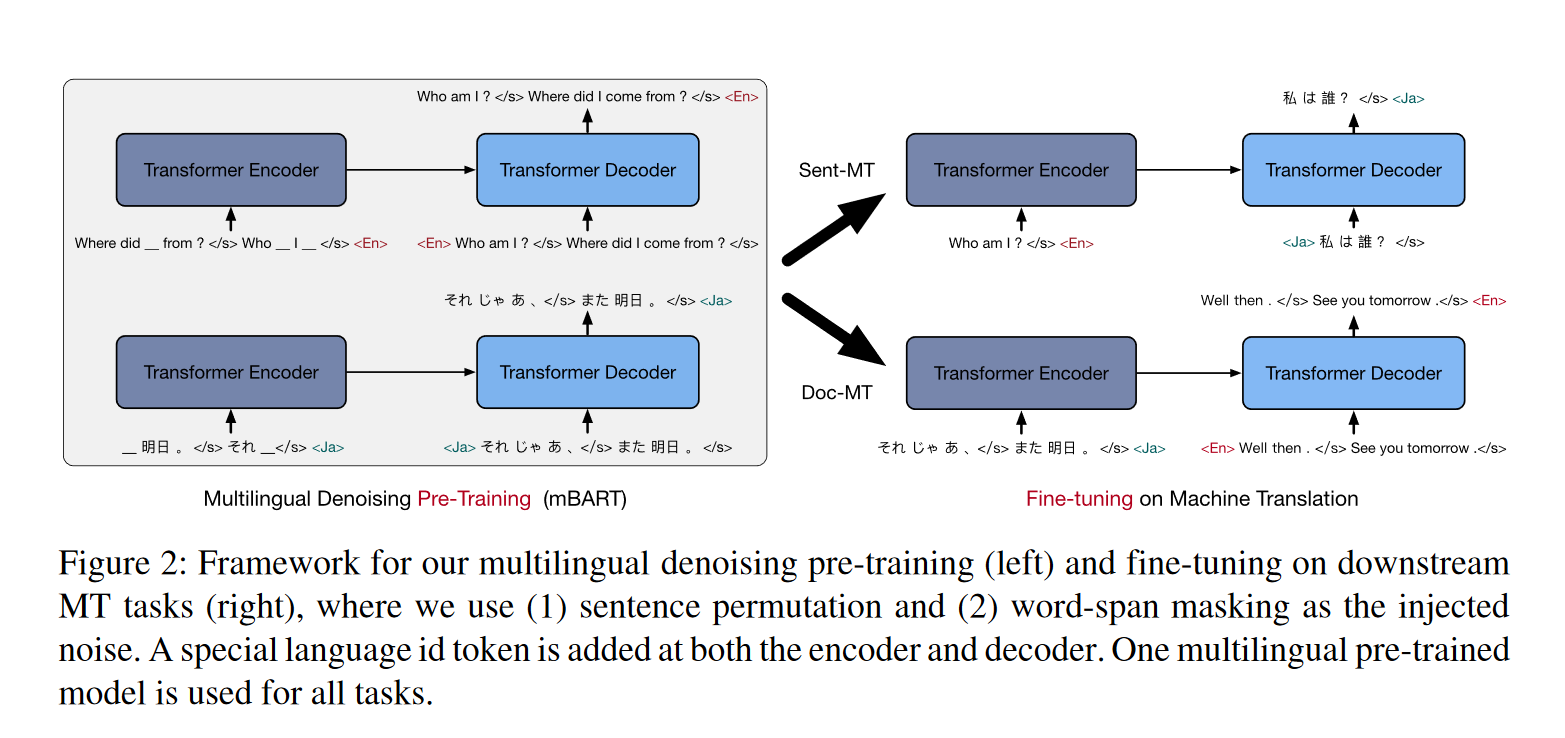 Who am I ? </s> Where did I come from ? </s> <En>
Transformer Encoder
Transformer Decoder
Where did __ from ? </s> Who __ I __ </s> <En>
<En> Who am I ? </s> Where did I come from ? </s>
それ じゃ あ 、</s> また 明日 。 </s> <Ja>
Transformer Encoder
Transformer Decoder
__ 明日 。 </s> それ __</s> <Ja>
<Ja> それ じゃ あ 、</s> また 明日 。 </s>
Multilingual Denoising Pre-Training (mBART)
Sent-MT
Doc-MT
私 は 誰 ? </s> <Ja>
Transformer Encoder
Transformer Decoder
Who am I ? </s> <En>
<Ja> 私 は 誰 ? </s>
Well then . </s> See you tomorrow .</s> <En>
Transformer Encoder
Transformer Decoder
それ じゃ あ 、</s> また 明日 。 </s> <Ja>
<En> Well then . </s> See you tomorrow .</s>
Fine-tuning on Machine Translation
Figure 2: Framework for our multilingual denoising pre-training (left) and fine-tuning on downstream
MT tasks (right), where we use (1) sentence permutation and (2) word-span masking as the injected
noise. A special language id token is added at both the encoder and decoder. One multilingual pre-trained
model is used for all tasks.